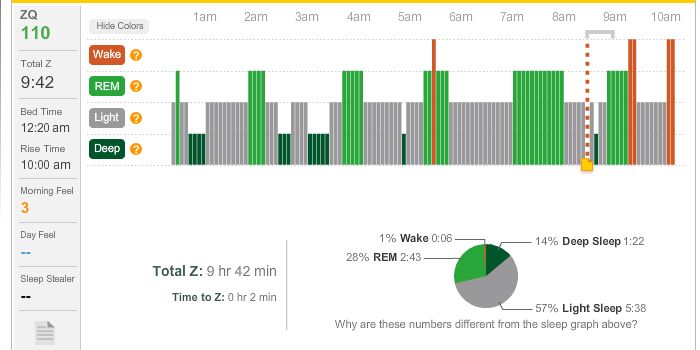 ZQ
110
Total Z
9:42
Bed Time
12:20 am
Rise Time
10:00 am
Morning Feel
3
Day Feel
--
Sleep Stealer
--
Hide Colors
1am 2am 3am 4am 5am 6am 7am 8am 9am 10am
Wake ?
REM ?
Light ?
Deep ?
Total Z: 9 hr 42 min
Time to Z: 0 hr 2 min
1% Wake 0:06
28% REM 2:43
14% Deep Sleep 1:22
57% Light Sleep 5:38
Why are these numbers different from the sleep graph above?